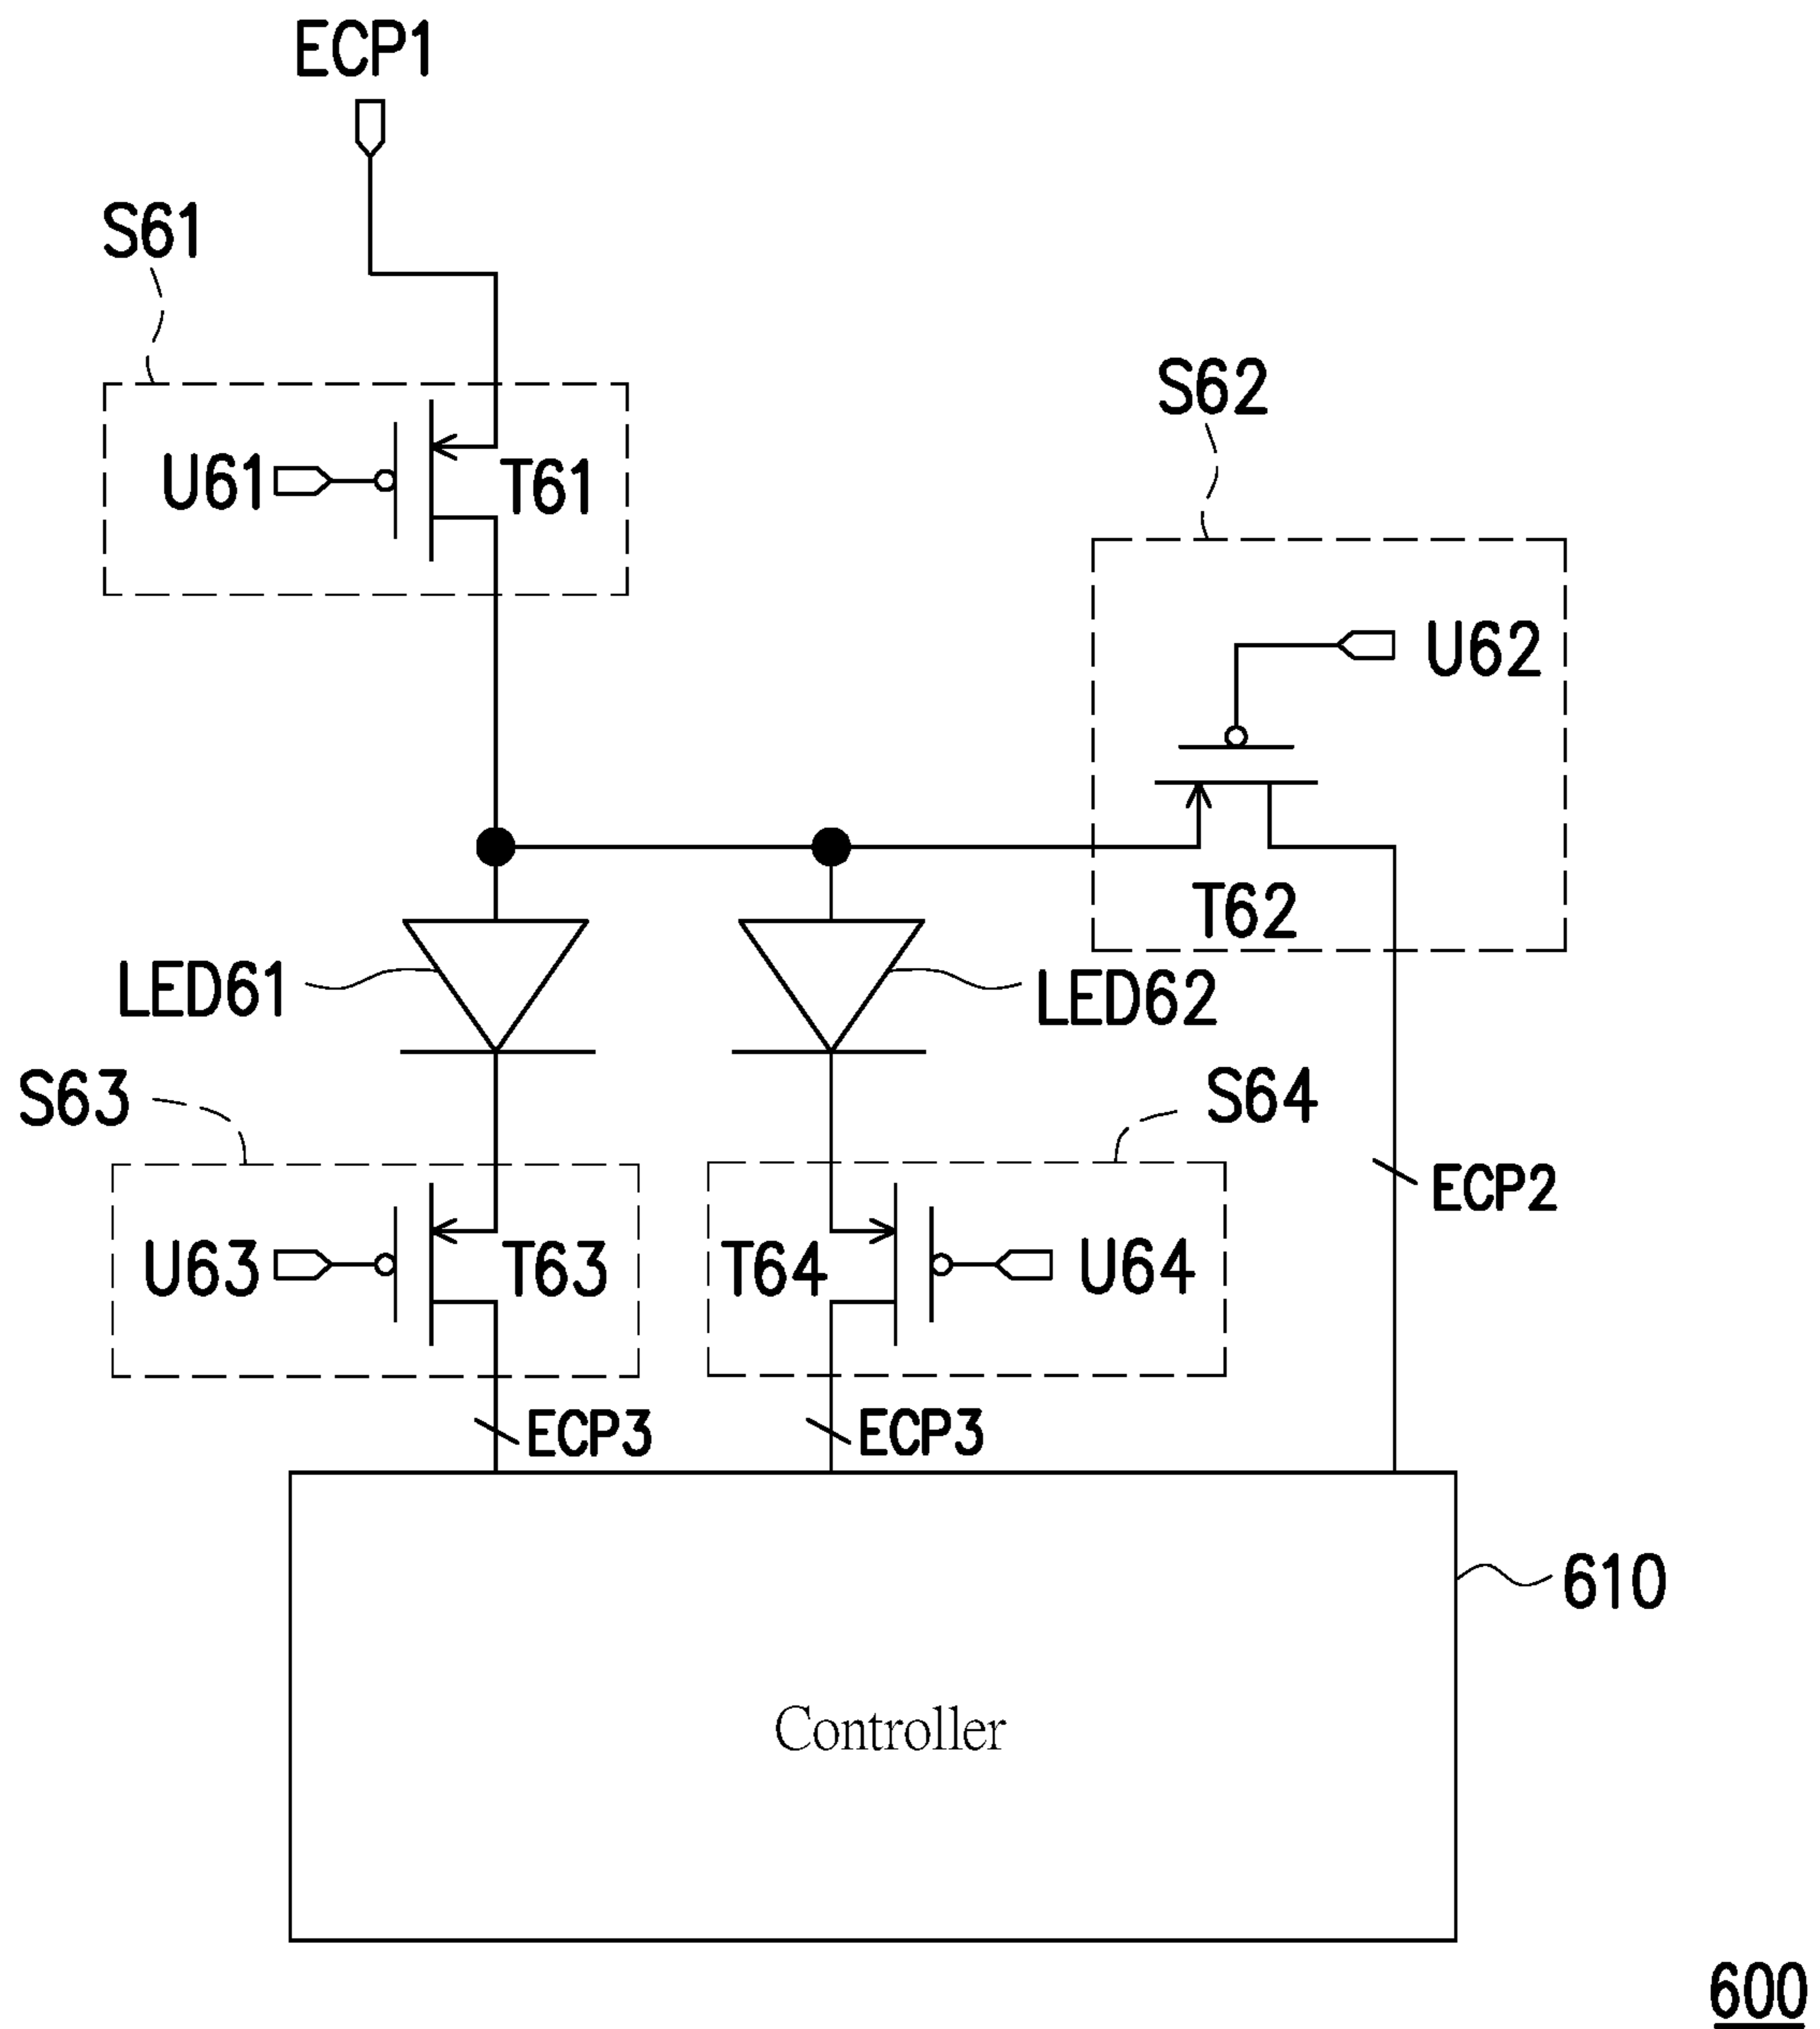 ECP1
S61
S62
U61
T61
U62
T62
LED61
LED62
S63
S64
ECP2
U63
T63
T64
U64
ECP3
ECP3
610
Controller
600